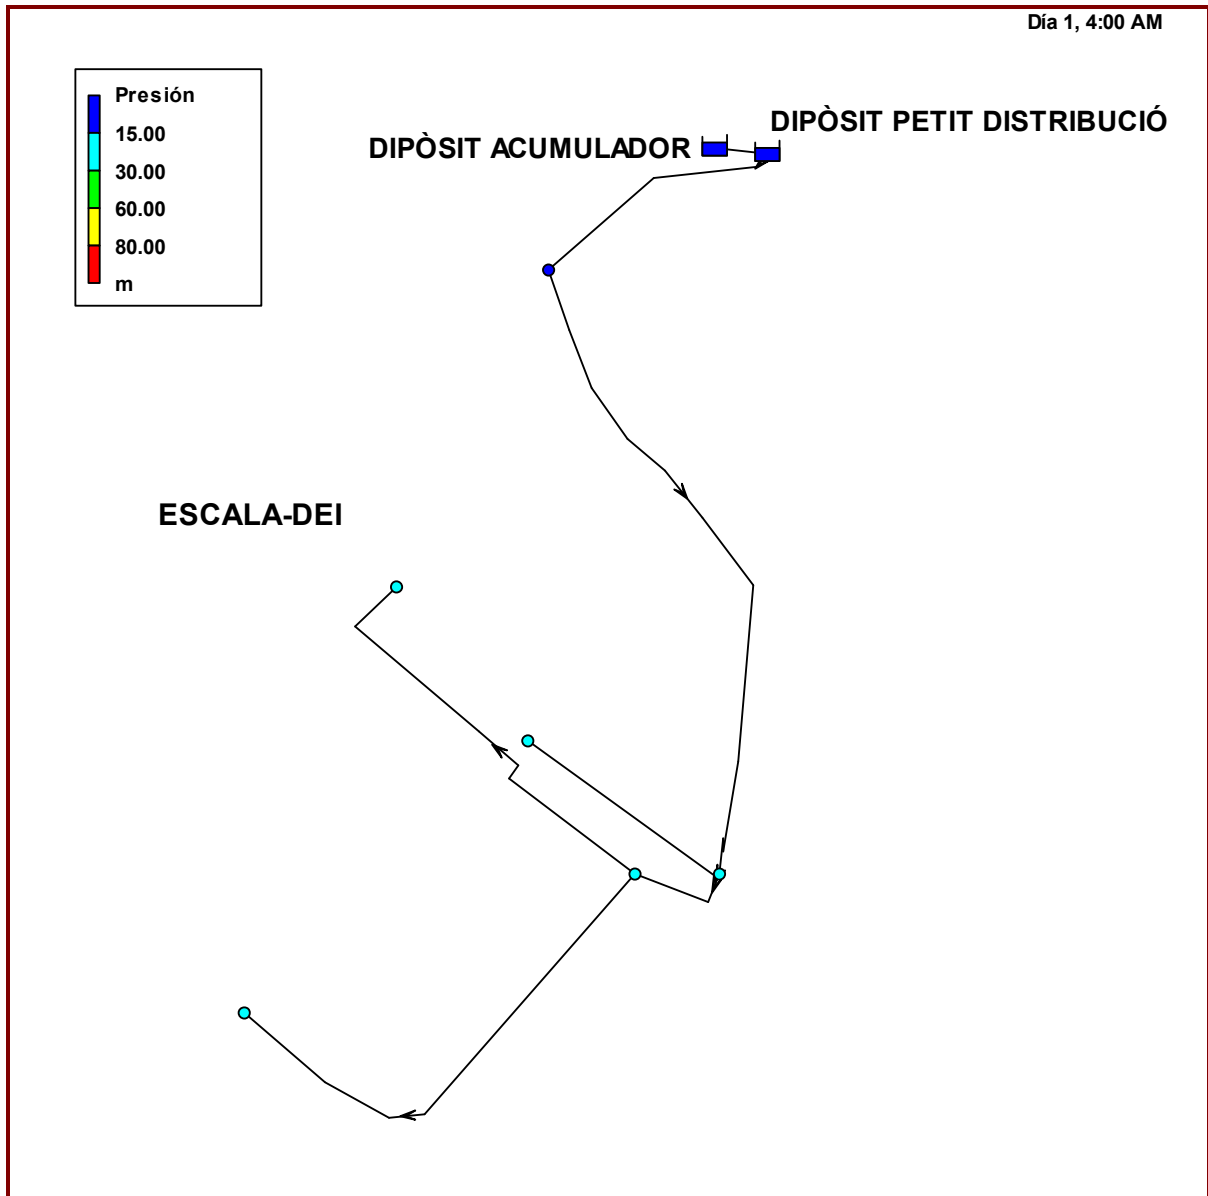 Día 1, 4:00 AM
Presión
15.00
30.00
60.00
80.00
m
DIPÒSIT PETIT DISTRIBUCIÓ
DIPÒSIT ACUMULADOR
ESCALA-DEI